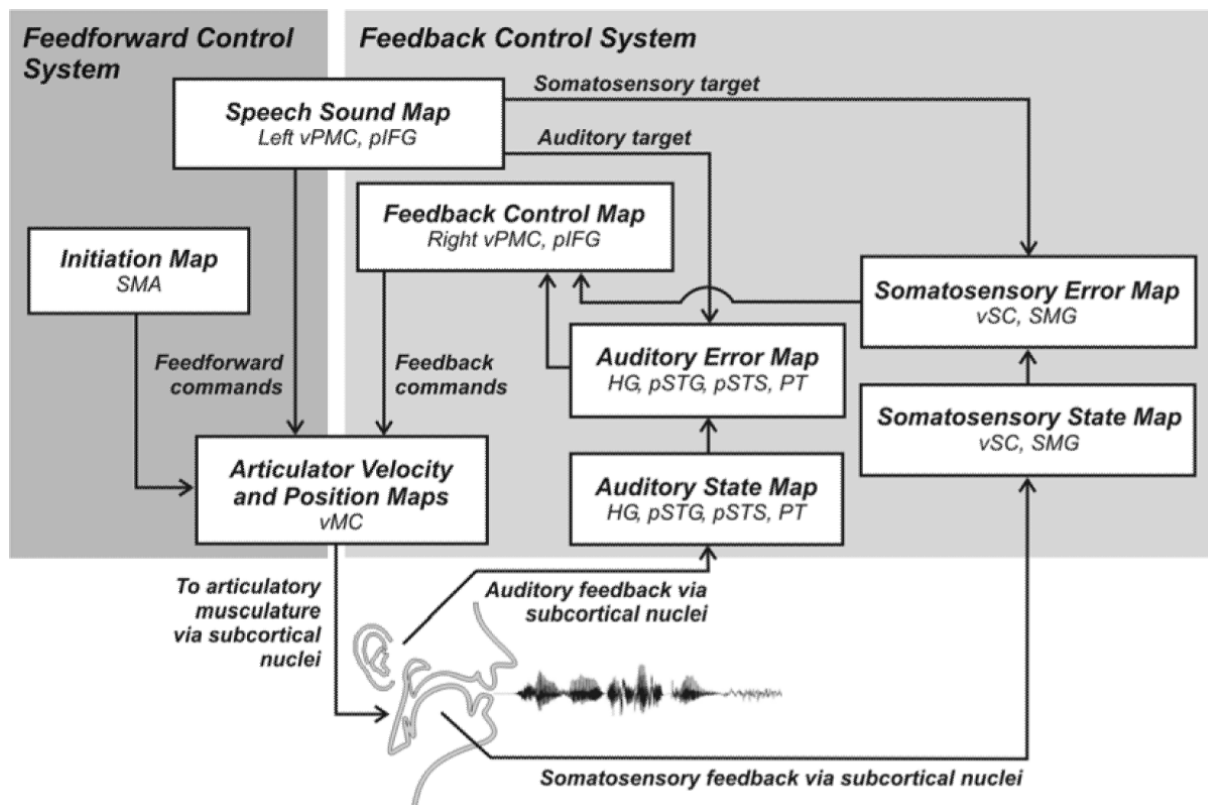 Feedforward Control
System
Feedback Control System
Speech Sound Map
Left vPMC, pIFG
Somatosensory target
Auditory target
Feedback Control Map
Right vPMC, pIFG
Initiation Map
SMA
Somatosensory Error Map
vSC, SMG
Feedforward
commands
Feedback
commands
Auditory Error Map
HG, pSTG, pSTS, PT
Somatosensory State Map
vSC, SMG
Articulator Velocity
and Position Maps
vMC
Auditory State Map
HG, pSTG, pSTS, PT
To articulatory
musculature
via subcortical
nuclei
Auditory feedback via
subcortical nuclei
Somatosensory feedback via subcortical nuclei